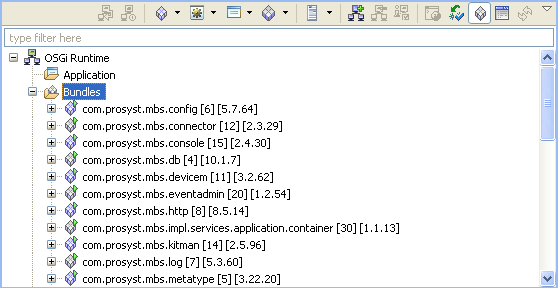 type filter here
OSGi Runtime
Application
Bundles
com.prosyst.mbs.config [6] [5.7.64]
com.prosyst.mbs.connector [12] [2.3.29]
com.prosyst.mbs.console [15] [2.4.30]
com.prosyst.mbs.db [4] [10.1.7]
com.prosyst.mbs.devicem [11] [3.2.62]
com.prosyst.mbs.eventadmin [20] [1.2.54]
com.prosyst.mbs.http [8] [8.5.14]
com.prosyst.mbs.impl.services.application.container [30] [1.1.13]
com.prosyst.mbs.kitman [14] [2.5.96]
com.prosyst.mbs.log [7] [5.3.60]
com.prosyst.mbs.metatype [5] [3.22.20]